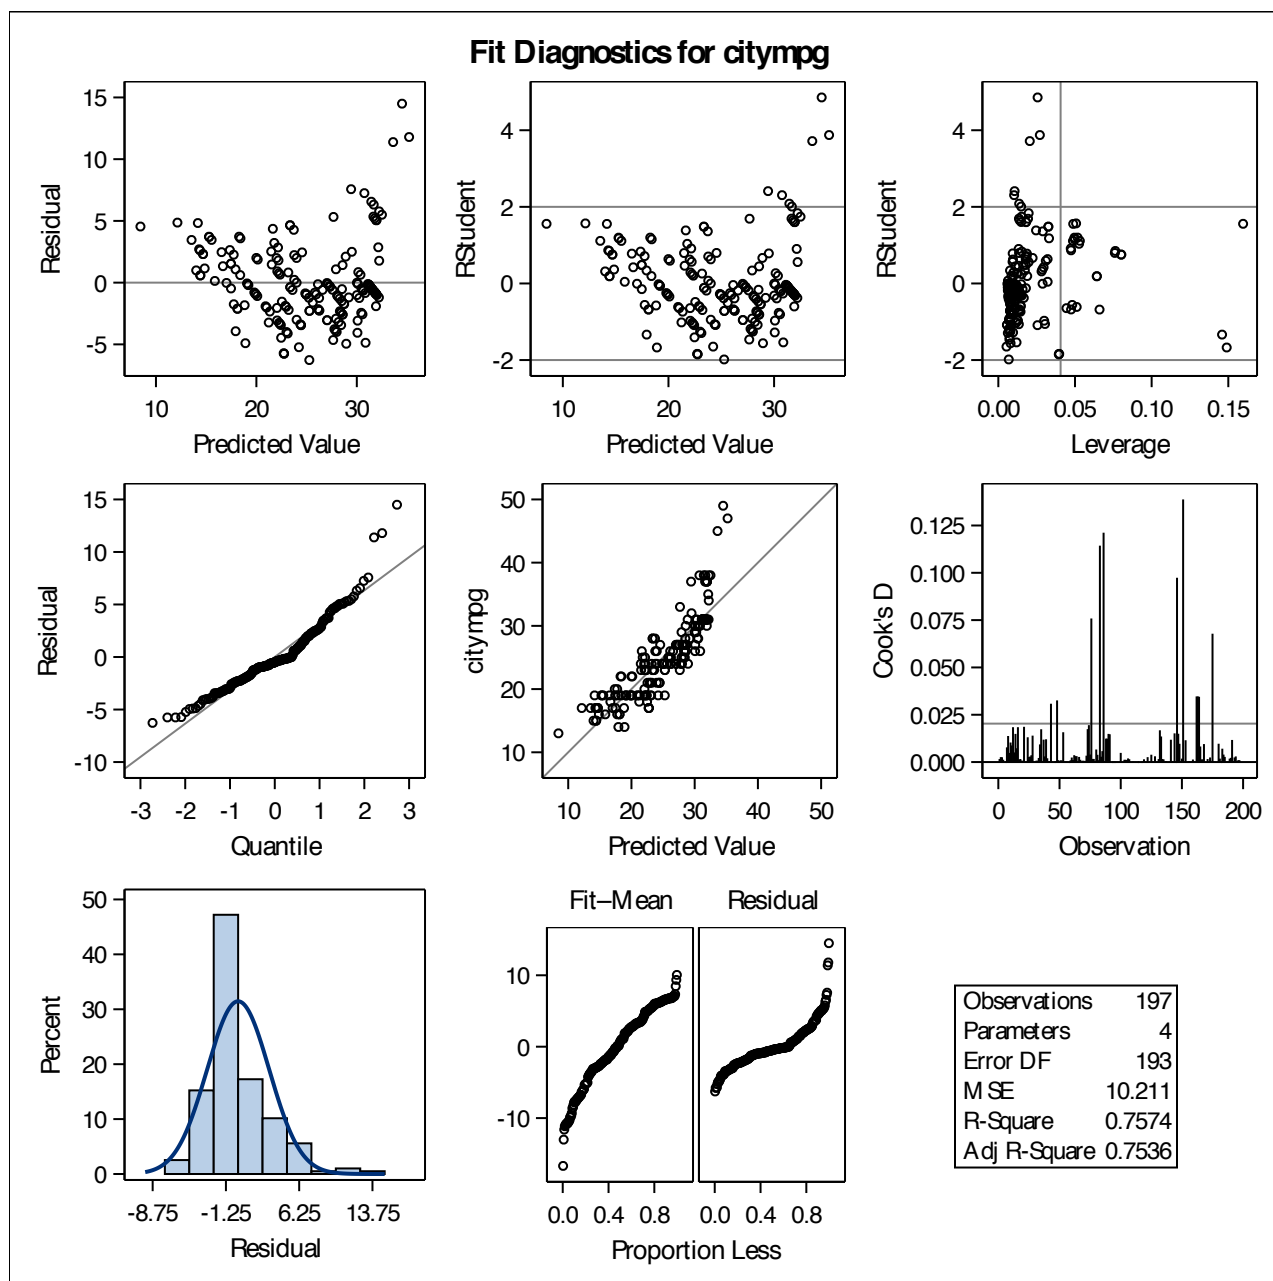 Fit Diagnostics for citympg
15
10
5
0
-5
Residual
10 20 30
Predicted Value
4
2
0
-2
RStudent
10 20 30
Predicted Value
4
2
0
-2
RStudent
0.00 0.05 0.10 0.15
Leverage
15
10
5
0
-5
-10
Residual
-3 -2 -1 0 1 2 3
Quantile
50
40
30
20
10
citympg
10 20 30 40 50
Predicted Value
0.125
0.100
0.075
0.050
0.025
0.000
Cook's D
0 50 100 150 200
Observation
50
40
30
20
10
0
Percent
-8.75 -1.25 6.25 13.75
Residual
Fit–Mean Residual
10
0
-10
0.0 0.4 0.8 0.0 0.4 0.8
Proportion Less
Observations 197
Parameters 4
Error DF 193
MSE 10.211
R-Square 0.7574
Adj R-Square 0.7536